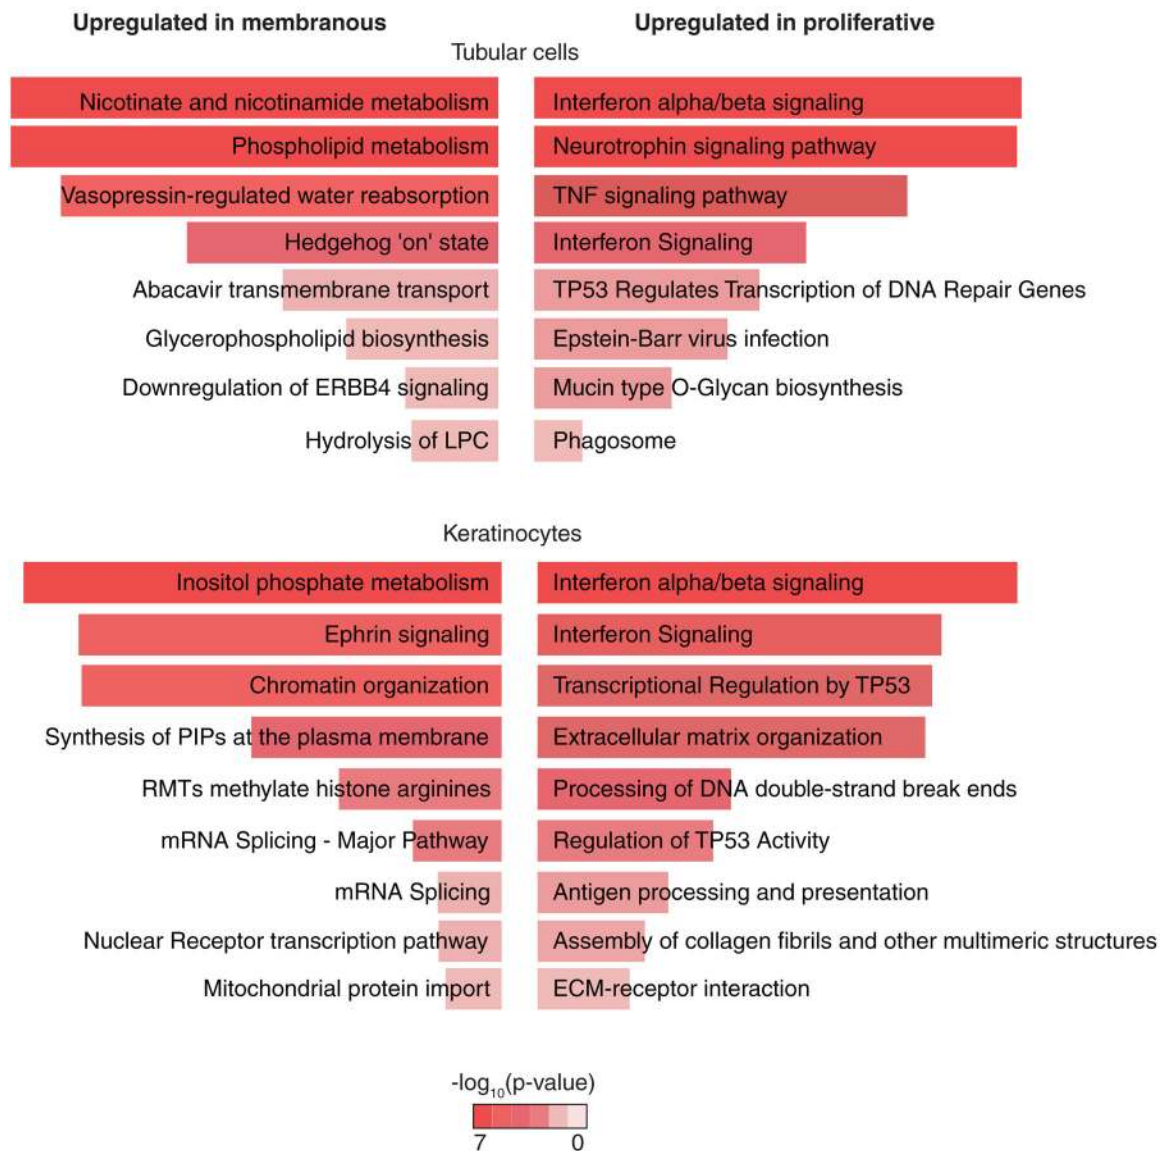 Upregulated in membranous
Upregulated in proliferative
Tubular cells
Nicotinate and nicotinamide metabolism
Interferon alpha/beta signaling
Phospholipid metabolism
Neurotrophin signaling pathway
Vasopressin-regulated water reabsorption
TNF signaling pathway
Hedgehog 'on' state
Interferon Signaling
Abacavir transmembrane transport
TP53 Regulates Transcription of DNA Repair Genes
Glycerophospholipid biosynthesis
Epstein-Barr virus infection
Downregulation of ERBB4 signaling
Mucin type O-Glycan biosynthesis
Hydrolysis of LPC
Phagosome
Keratinocytes
Inositol phosphate metabolism
Interferon alpha/beta signaling
Ephrin signaling
Interferon Signaling
Chromatin organization
Transcriptional Regulation by TP53
Synthesis of PIPs at the plasma membrane
Extracellular matrix organization
RMTs methylate histone arginines
Processing of DNA double-strand break ends
mRNA Splicing - Major Pathway
Regulation of TP53 Activity
mRNA Splicing
Antigen processing and presentation
Nuclear Receptor transcription pathway
Assembly of collagen fibrils and other multimeric structures
Mitochondrial protein import
ECM-receptor interaction
-log10(p-value)
7 0